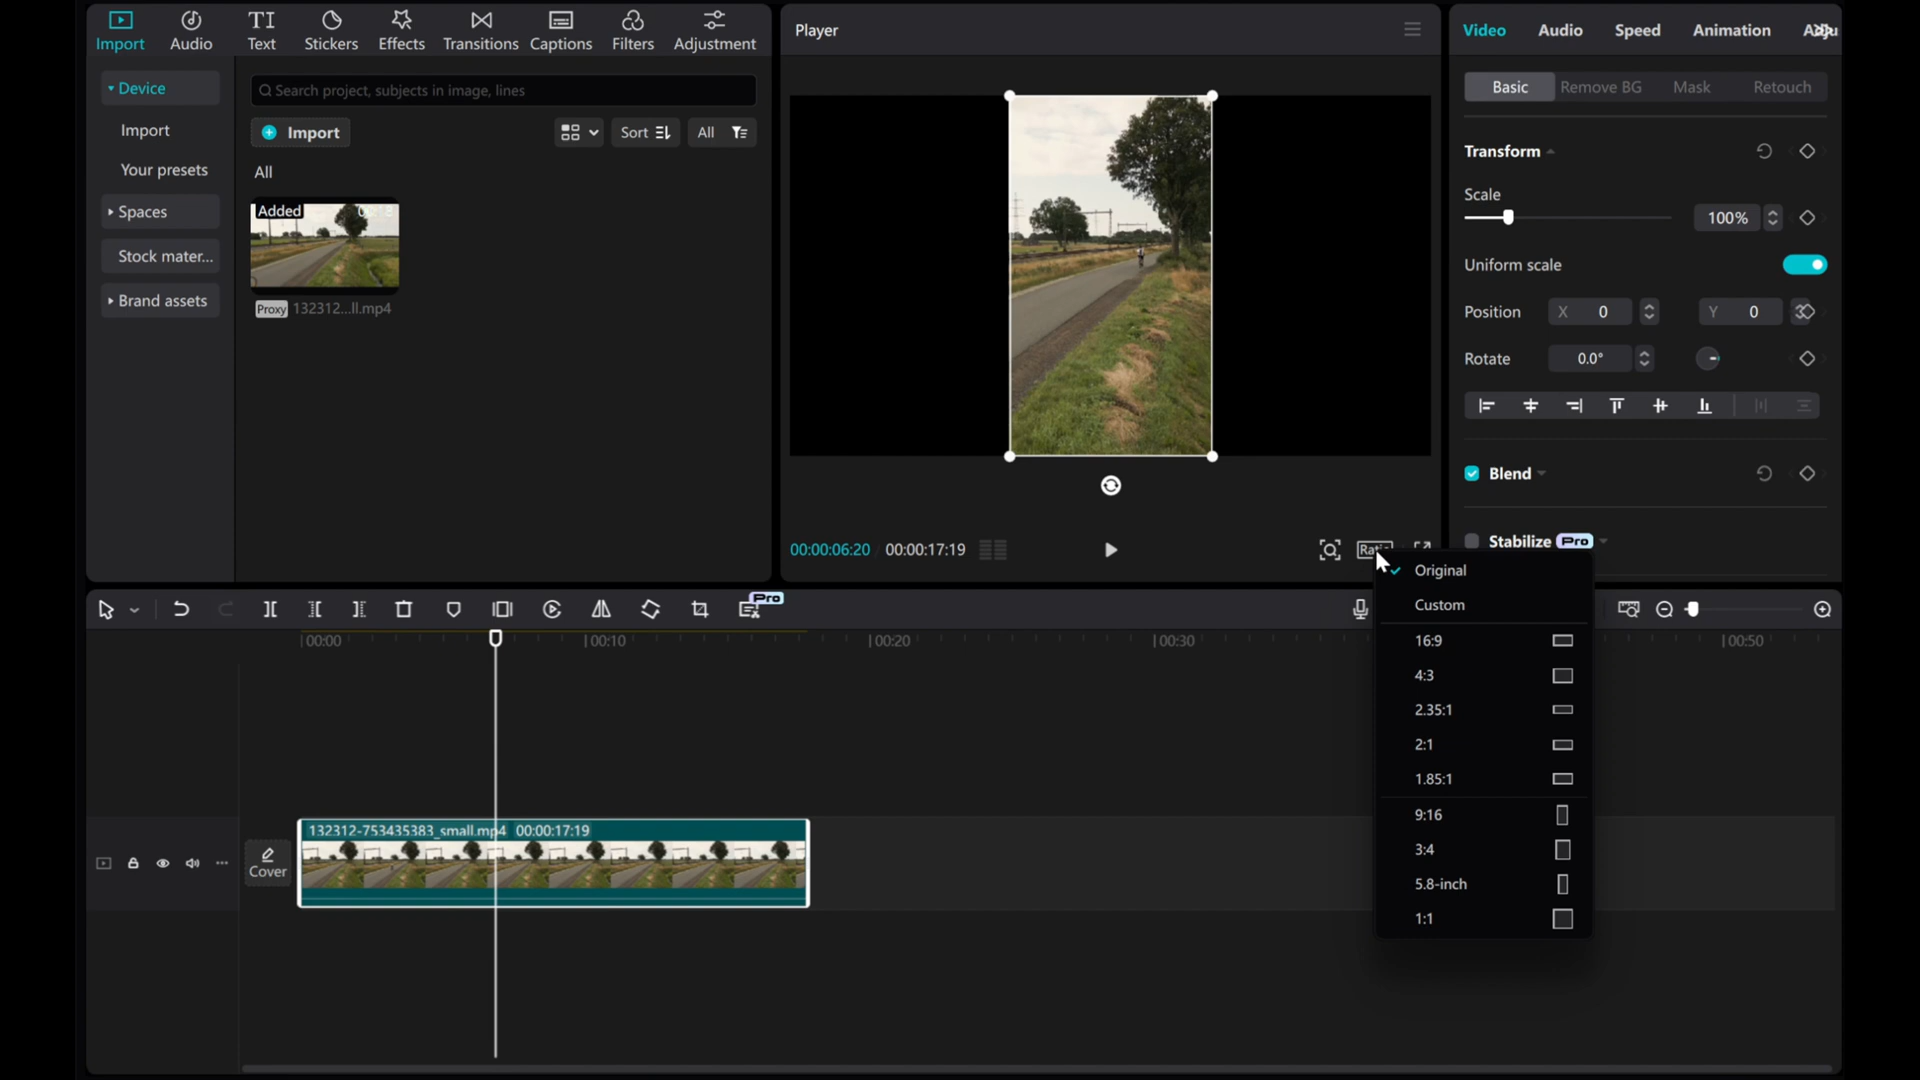 Import
Audio
TI
Text
Stickers
Effects
Transitions
Captions
Filters
Adjustment
Device
Import
Your presets
Spaces
Stock mater...
Brand assets
Search project, subjects in image, lines
Import
Sort
All
All
Added
Proxy 132312...ll.mp4
Player
00:00:06:20 00:00:17:19
Ratio
Video Audio Speed Animation Adju
Basic Remove BG Mask Retouch
Transform
Scale
100%
Uniform scale
Position X 0 Y 0
Rotate 0.0°
Blend
Stabilize Pro
Original
Custom
16:9
4:3
2.35:1
2:1
1.85:1
9:16
3:4
5.8-inch
1:1
Pro
00:00 00:10 00:20 00:30 00:50
Cover
132312-753435383_small.mp4 00:00:17:19